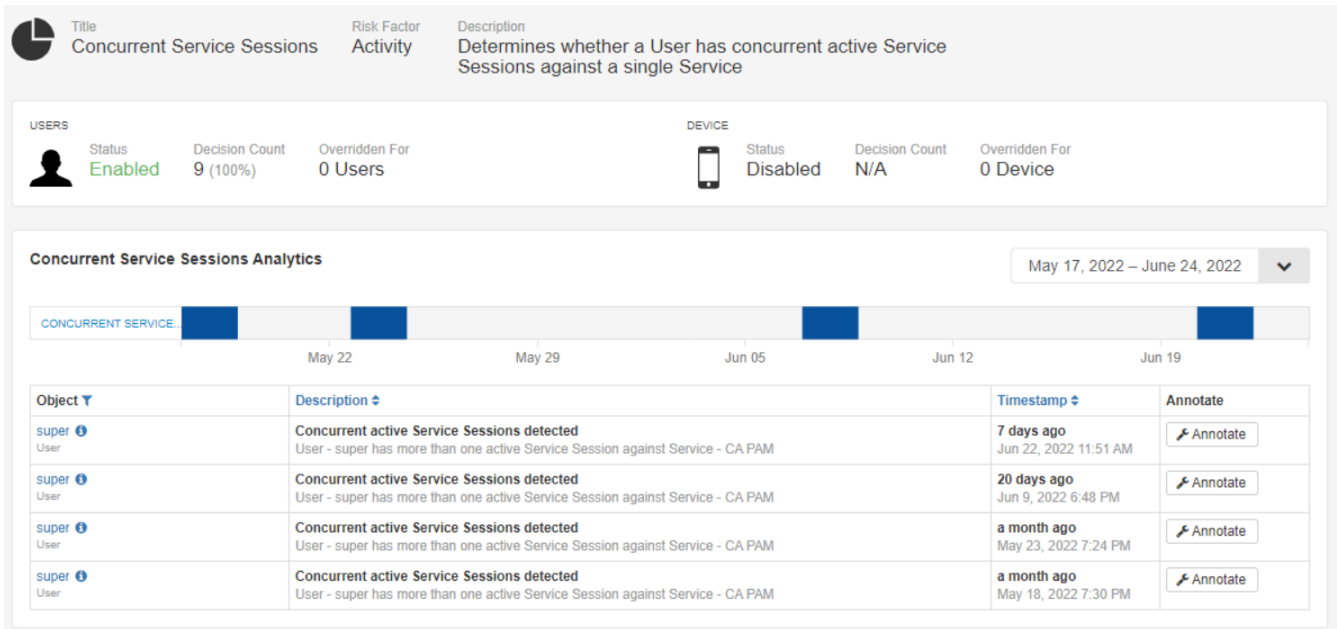 Title
Concurrent Service Sessions
Risk Factor
Activity
Description
Determines whether a User has concurrent active Service
Sessions against a single Service
USERS
Status
Enabled
Decision Count
9 (100%)
Overridden For
0 Users
DEVICE
Status
Disabled
Decision Count
N/A
Overridden For
0 Device
Concurrent Service Sessions Analytics
May 17, 2022 – June 24, 2022
CONCURRENT SERVICE...
May 22 May 29 Jun 05 Jun 12 Jun 19
Object Description Timestamp Annotate
super Concurrent active Service Sessions detected 7 days ago Annotate
User User - super has more than one active Service Session against Service - CA PAM Jun 22, 2022 11:51 AM
super Concurrent active Service Sessions detected 20 days ago Annotate
User User - super has more than one active Service Session against Service - CA PAM Jun 9, 2022 6:48 PM
super Concurrent active Service Sessions detected a month ago Annotate
User User - super has more than one active Service Session against Service - CA PAM May 23, 2022 7:24 PM
super Concurrent active Service Sessions detected a month ago Annotate
User User - super has more than one active Service Session against Service - CA PAM May 18, 2022 7:30 PM